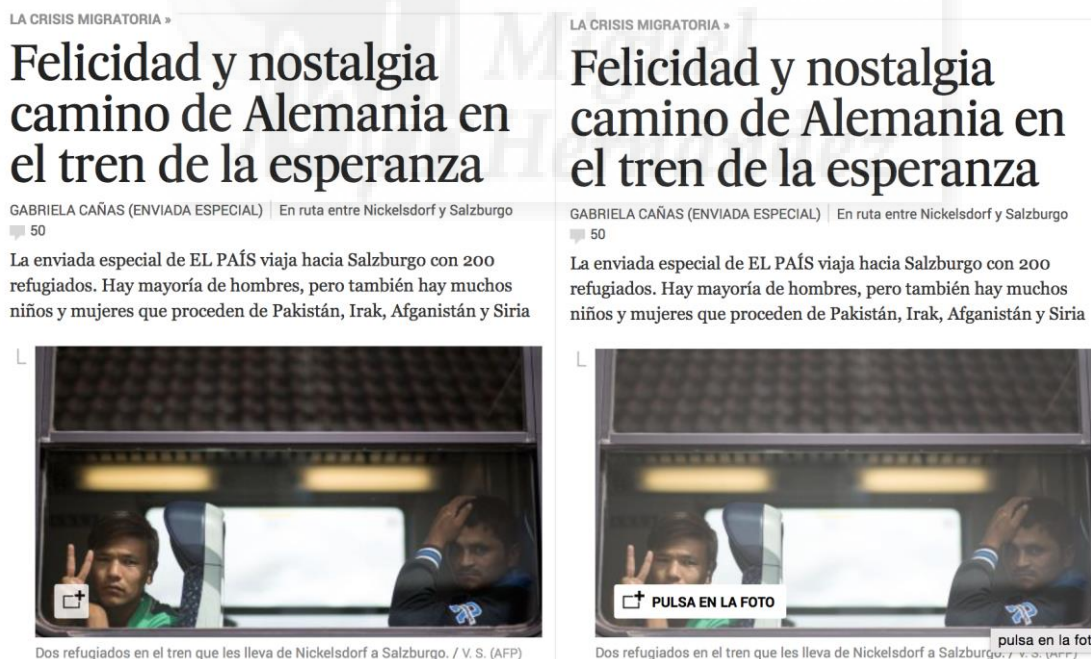 LA CRISIS MIGRATORIA »
Felicidad y nostalgia
camino de Alemania en
el tren de la esperanza
GABRIELA CAÑAS (ENVIADA ESPECIAL) | En ruta entre Nickelsdorf y Salzburgo
50
La enviada especial de EL PAÍS viaja hacia Salzburgo con 200
refugiados. Hay mayoría de hombres, pero también hay muchos
niños y mujeres que proceden de Pakistán, Irak, Afganistán y Siria
L
Dos refugiados en el tren que les lleva de Nickelsdorf a Salzburgo. / V. S. (AFP)
LA CRISIS MIGRATORIA »
Felicidad y nostalgia
camino de Alemania en
el tren de la esperanza
GABRIELA CAÑAS (ENVIADA ESPECIAL) | En ruta entre Nickelsdorf y Salzburgo
50
La enviada especial de EL PAÍS viaja hacia Salzburgo con 200
refugiados. Hay mayoría de hombres, pero también hay muchos
niños y mujeres que proceden de Pakistán, Irak, Afganistán y Siria
L
PULSA EN LA FOTO
pulsa en la fot
Dos refugiados en el tren que les lleva de Nickelsdorf a Salzburgo. / V. S. (AFP)
Miguel
Hernández